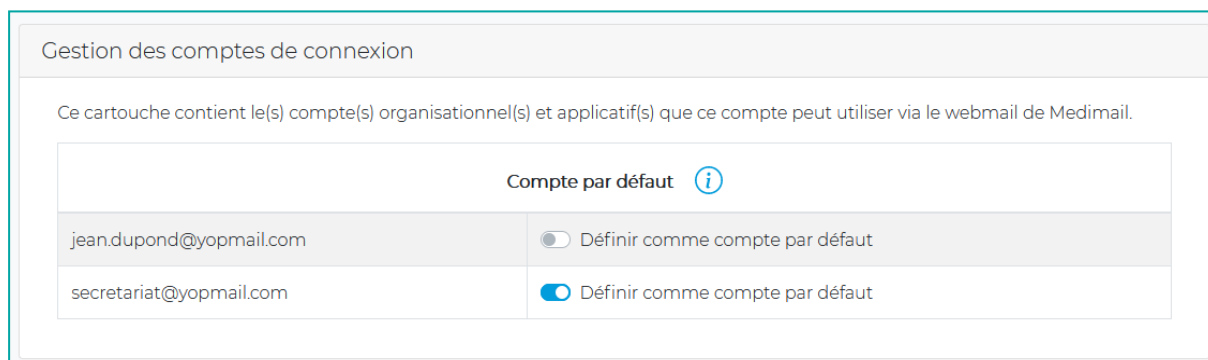 Gestion des comptes de connexion
Ce cartouche contient le(s) compte(s) organisationnel(s) et applicatif(s) que ce compte peut utiliser via le webmail de Medimail.
Compte par défaut i
jean.dupond@yopmail.com Définir comme compte par défaut
secretariat@yopmail.com Définir comme compte par défaut